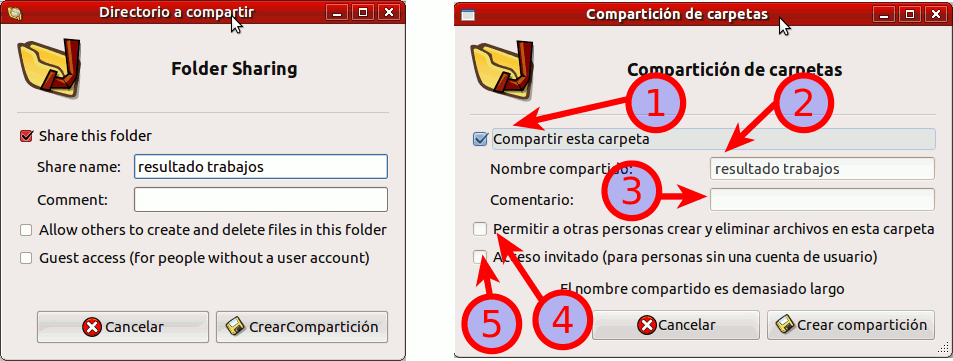 Directorio a compartir
Folder Sharing
Share this folder
Share name: resultado trabajos
Comment:
Allow others to create and delete files in this folder
Guest access (for people without a user account)
Cancelar
CrearCompartición
Compartición de carpetas
Compartición de carpetas
1
2
Compartir esta carpeta
Nombre compartido: resultado trabajos
3
Comentario:
Permitir a otras personas crear y eliminar archivos en esta carpeta
Acceso invitado (para personas sin una cuenta de usuario)
El nombre compartido es demasiado largo
5
4
Cancelar
Crear compartición